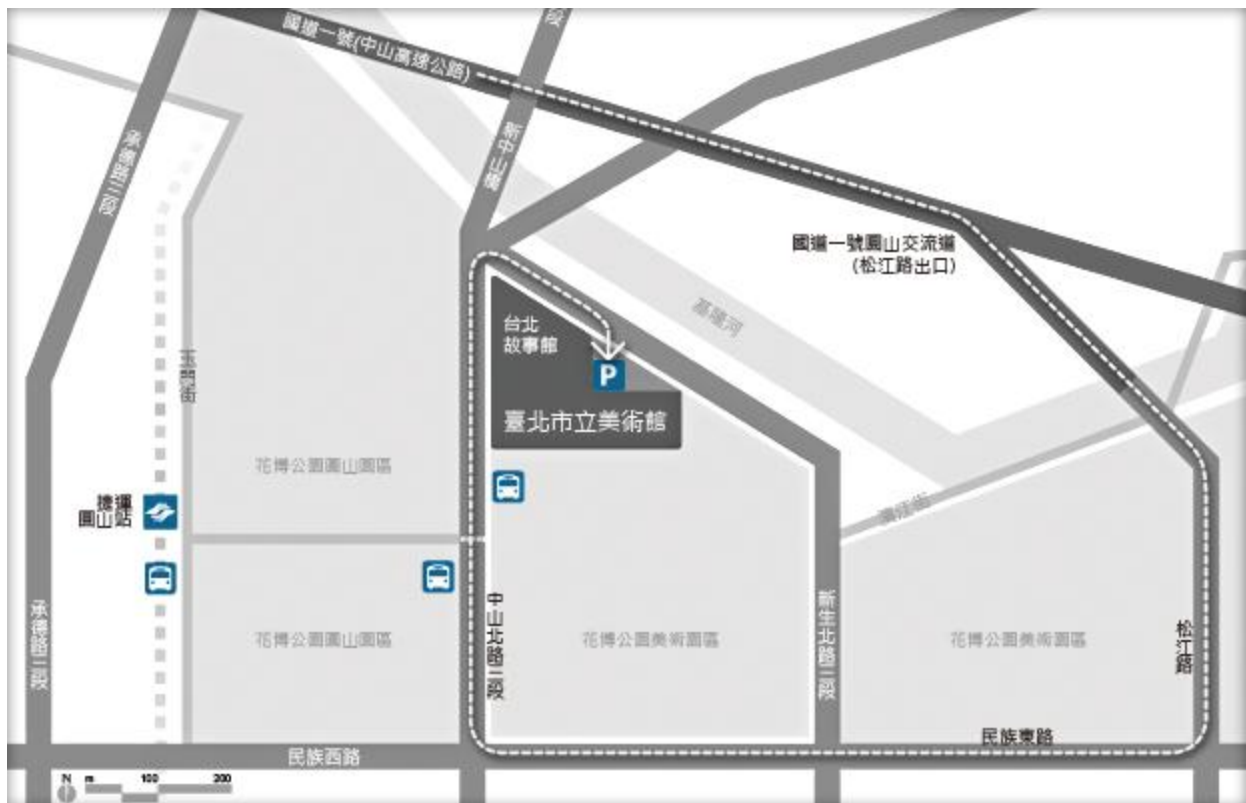 國道一號(中山高速公路)
段
承德路三段
新中山橋
國道一號圓山交流道
(松江路出口)
基隆河
台北
故事館
P
臺北市立美術館
玉門街
花博公園圓山園區
捷運
圓山站
濱江街
承德路二段
花博公園圓山園區
中山北路三段
花博公園美術園區
新生北路三段
花博公園美術園區
松江路
民族東路
民族西路
N m 100 200